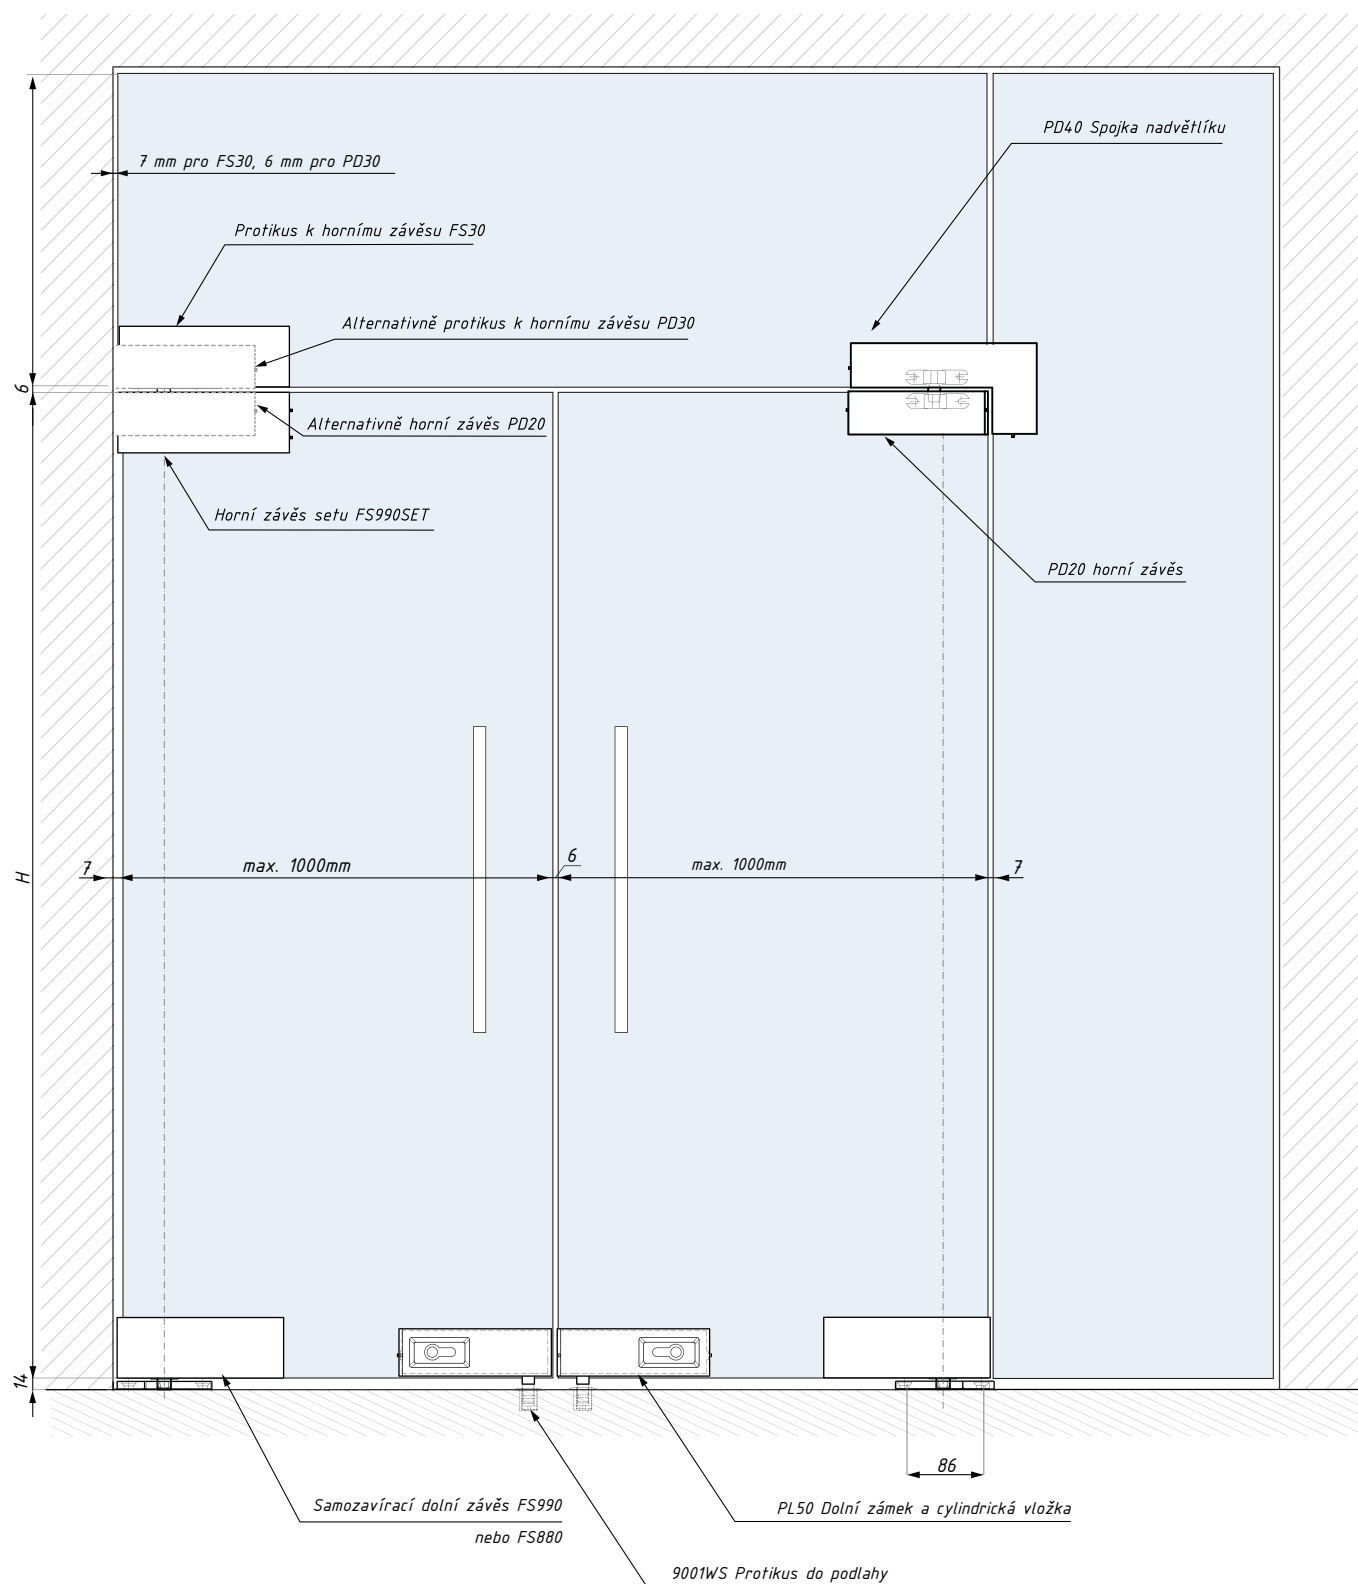 PD40 Spojka nadvětlíku
7 mm pro FS30, 6 mm pro PD30
Protikus k hornímu závěsu FS30
Alternativně protikus k hornímu závěsu PD30
6
Alternativně horní závěs PD20
Horní závěs setu FS990SET
PD20 horní závěs
H
7
max. 1000mm
6
max. 1000mm
7
14
86
Samozavírací dolní závěs FS990
nebo FS880
PL50 Dolní zámek a cylindrická vložka
9001WS Protikus do podlahy